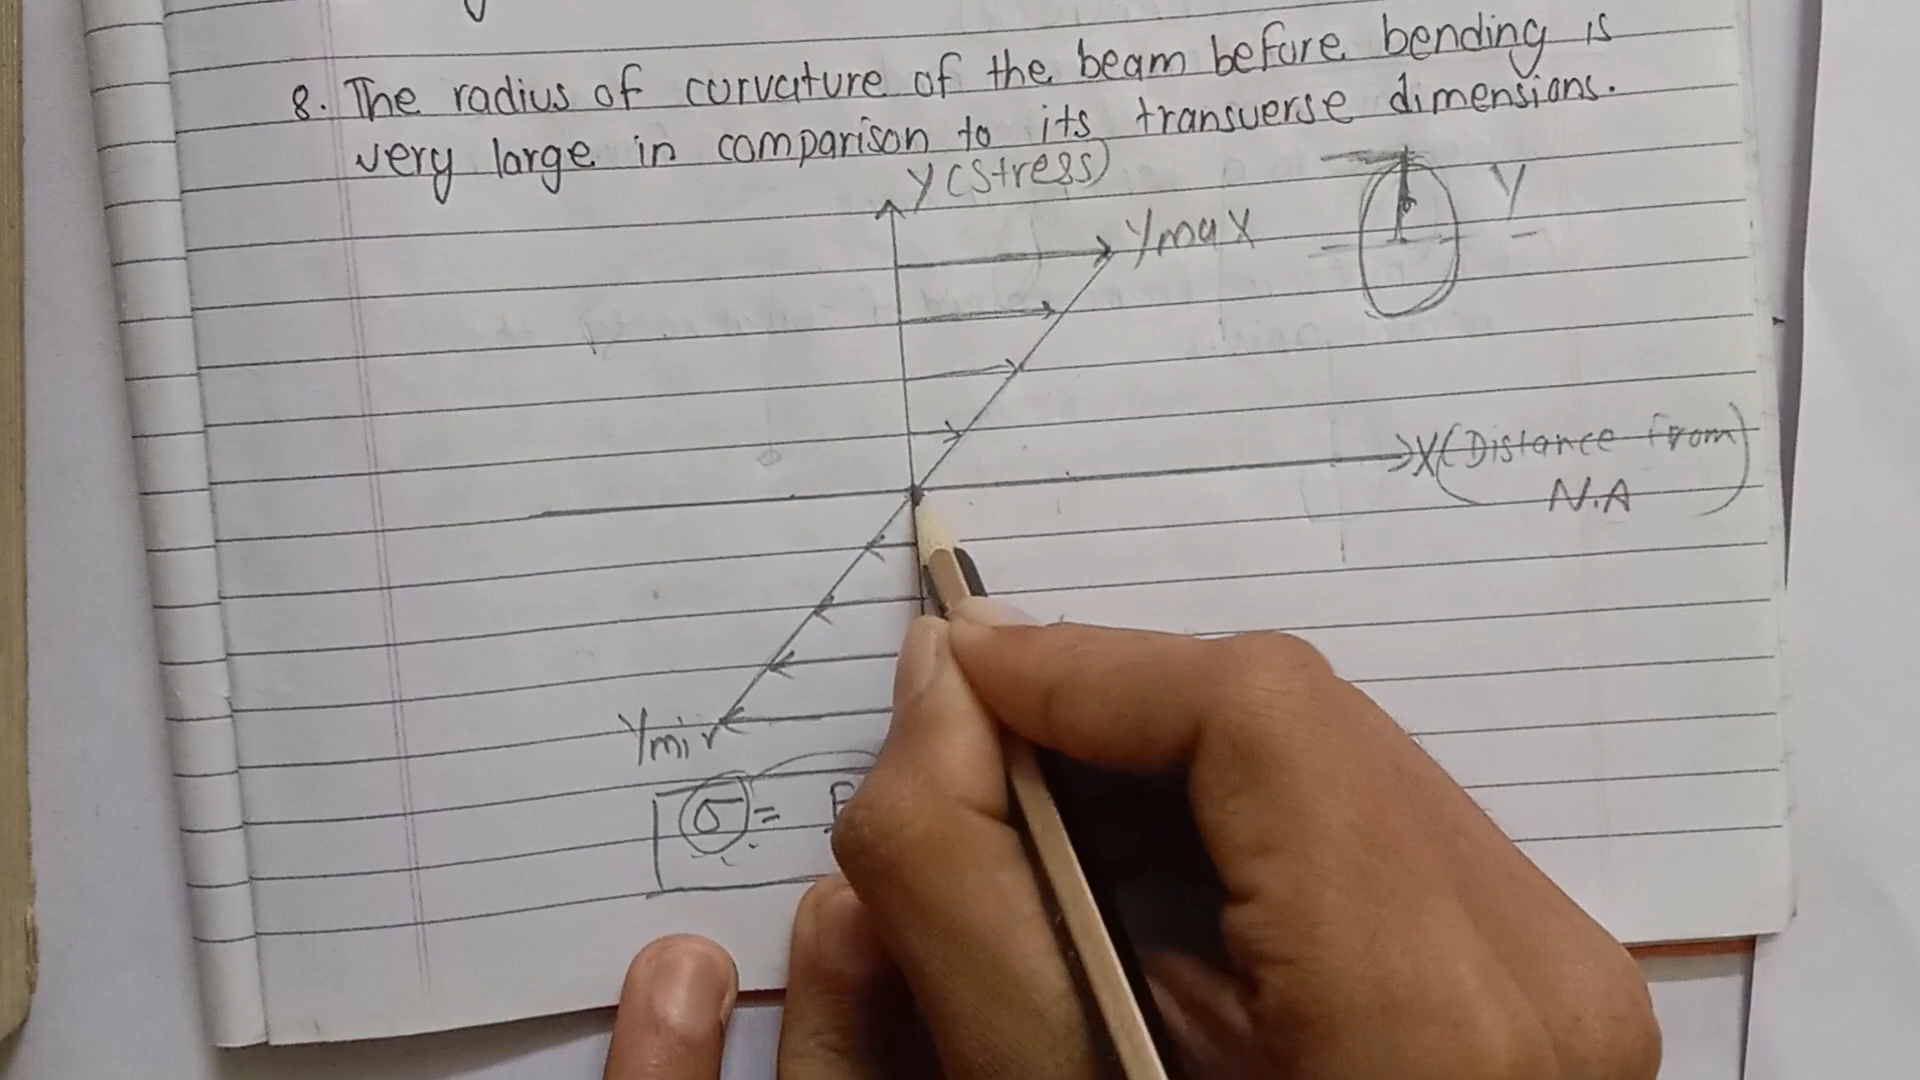 8. The radius of curvature of the beam before bending is
very large in comparison to its transverse dimensions.
Y (Stress)
Ymax
Y
X (Distance from
N.A
Ymin
σ =